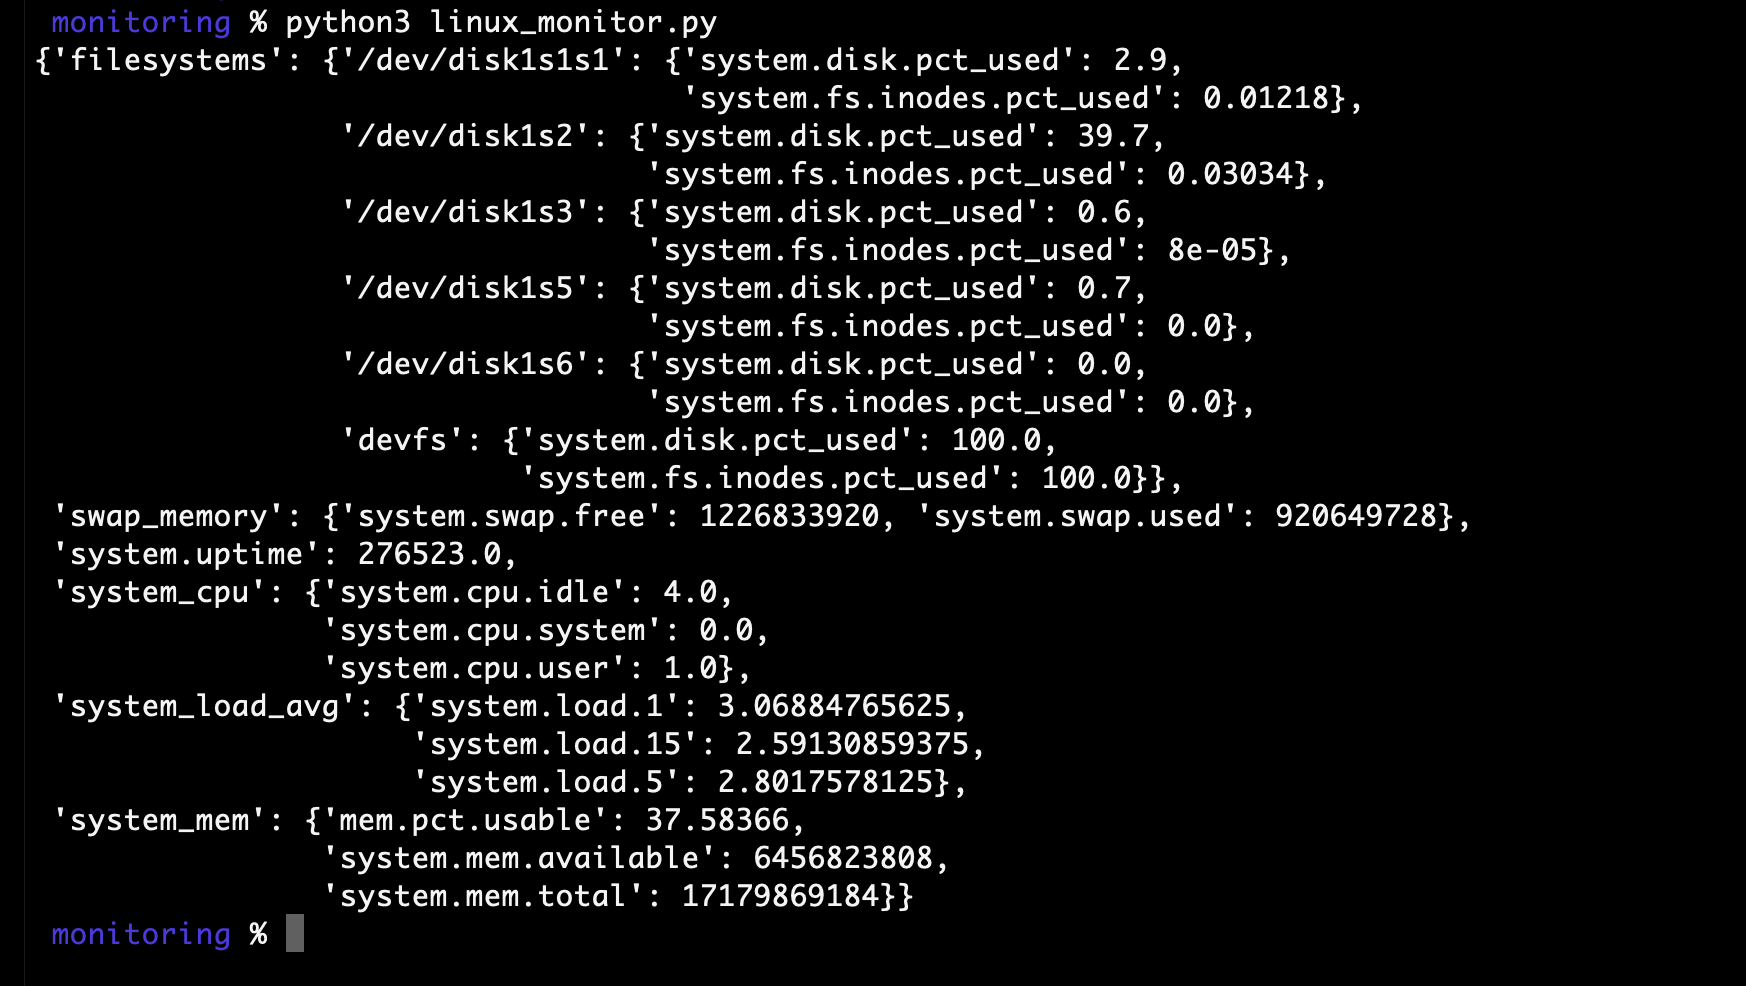 monitoring % python3 linux_monitor.py
{'filesystems': {'/dev/disk1s1s1': {'system.disk.pct_used': 2.9,
'system.fs.inodes.pct_used': 0.01218},
'/dev/disk1s2': {'system.disk.pct_used': 39.7,
'system.fs.inodes.pct_used': 0.03034},
'/dev/disk1s3': {'system.disk.pct_used': 0.6,
'system.fs.inodes.pct_used': 8e-05},
'/dev/disk1s5': {'system.disk.pct_used': 0.7,
'system.fs.inodes.pct_used': 0.0},
'/dev/disk1s6': {'system.disk.pct_used': 0.0,
'system.fs.inodes.pct_used': 0.0},
'devfs': {'system.disk.pct_used': 100.0,
'system.fs.inodes.pct_used': 100.0}},
'swap_memory': {'system.swap.free': 1226833920, 'system.swap.used': 920649728},
'system.uptime': 276523.0,
'system_cpu': {'system.cpu.idle': 4.0,
'system.cpu.system': 0.0,
'system.cpu.user': 1.0},
'system_load_avg': {'system.load.1': 3.06884765625,
'system.load.15': 2.59130859375,
'system.load.5': 2.8017578125},
'system_mem': {'mem.pct.usable': 37.58366,
'system.mem.available': 6456823808,
'system.mem.total': 17179869184}}
monitoring %